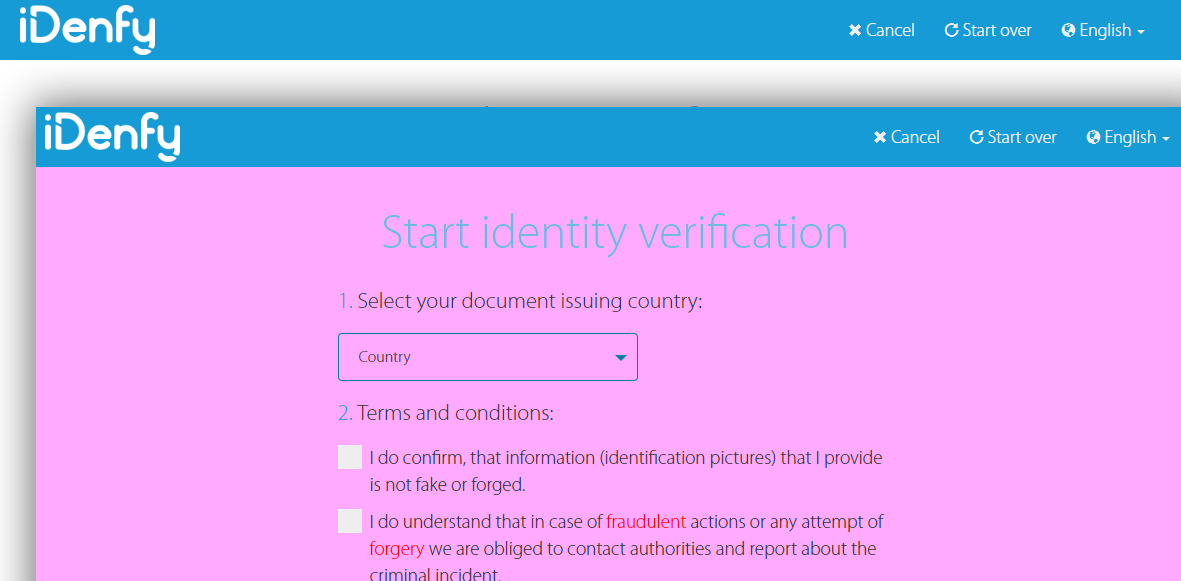 iDenfy
Cancel Start over English
iDenfy
Cancel Start over English
Start identity verification
1. Select your document issuing country:
Country
2. Terms and conditions:
I do confirm, that information (identification pictures) that I provide
is not fake or forged.
I do understand that in case of fraudulent actions or any attempt of
forgery we are obliged to contact authorities and report about the
criminal incident.